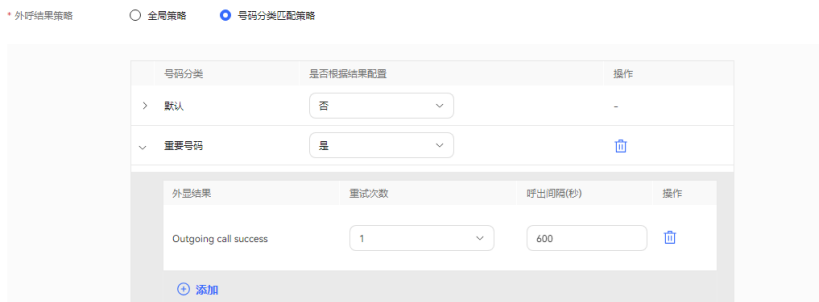 * 外呼结果策略 全局策略 号码分类匹配策略
号码分类 是否根据结果配置 操作
默认 否 -
重要号码 是
外显结果 重试次数 呼出间隔(秒) 操作
Outgoing call success 1 600
添加